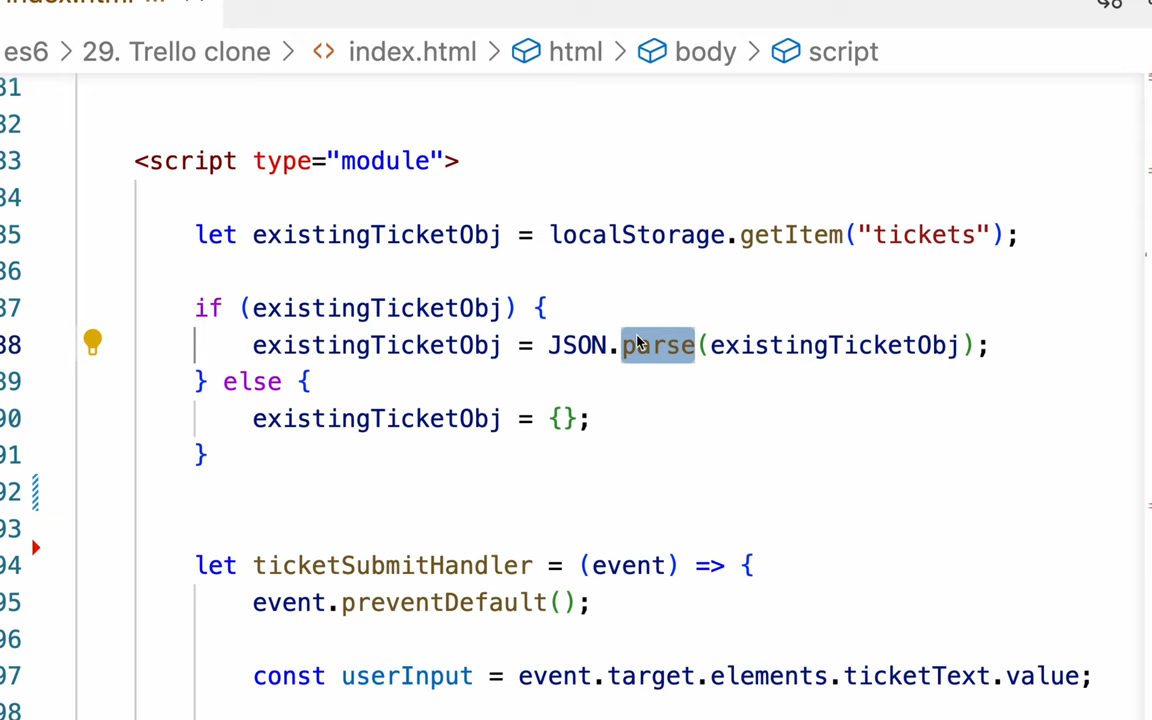 es6 > 29. Trello clone > <> index.html > html > body > script
31
32
33 <script type="module">
34
35 let existingTicketObj = localStorage.getItem("tickets");
36
37 if (existingTicketObj) {
38 existingTicketObj = JSON.parse(existingTicketObj);
39 } else {
90 existingTicketObj = {};
91 }
92
93
94 let ticketSubmitHandler = (event) => {
95 event.preventDefault();
96
97 const userInput = event.target.elements.ticketText.value;
98